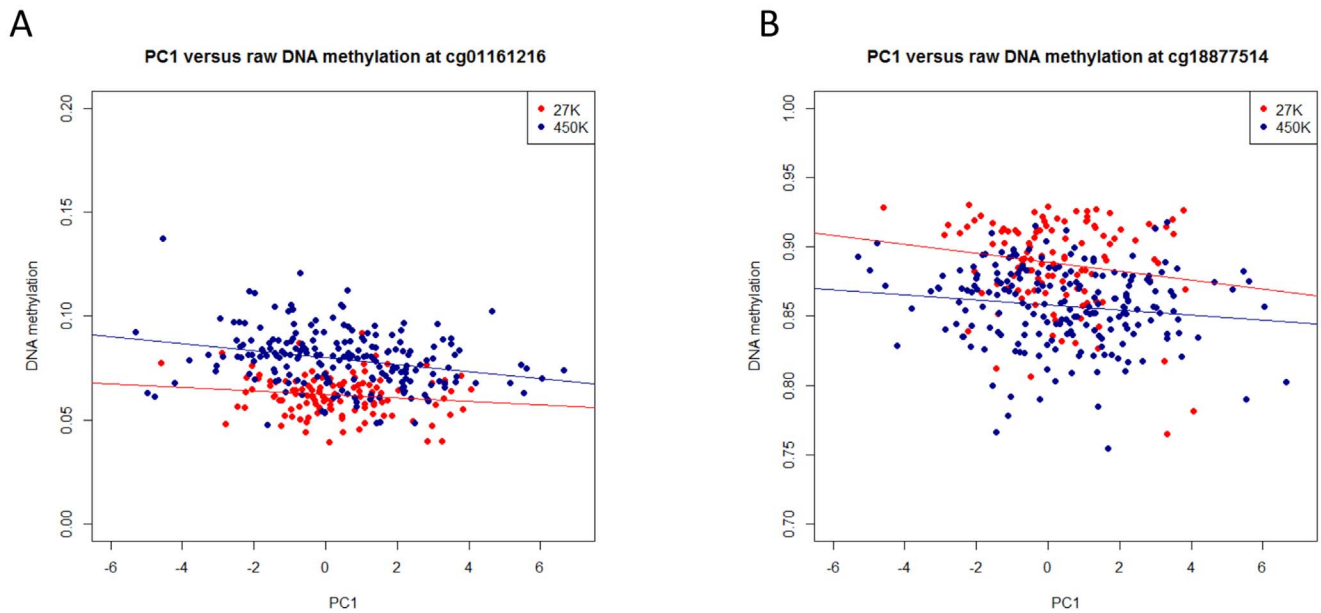 A
PC1 versus raw DNA methylation at cg01161216
27K
450K
0.20
0.15
0.10
0.05
0.00
DNA methylation
-6 -4 -2 0 2 4 6
PC1
B
PC1 versus raw DNA methylation at cg18877514
27K
450K
1.00
0.95
0.90
0.85
0.80
0.75
0.70
DNA methylation
-6 -4 -2 0 2 4 6
PC1